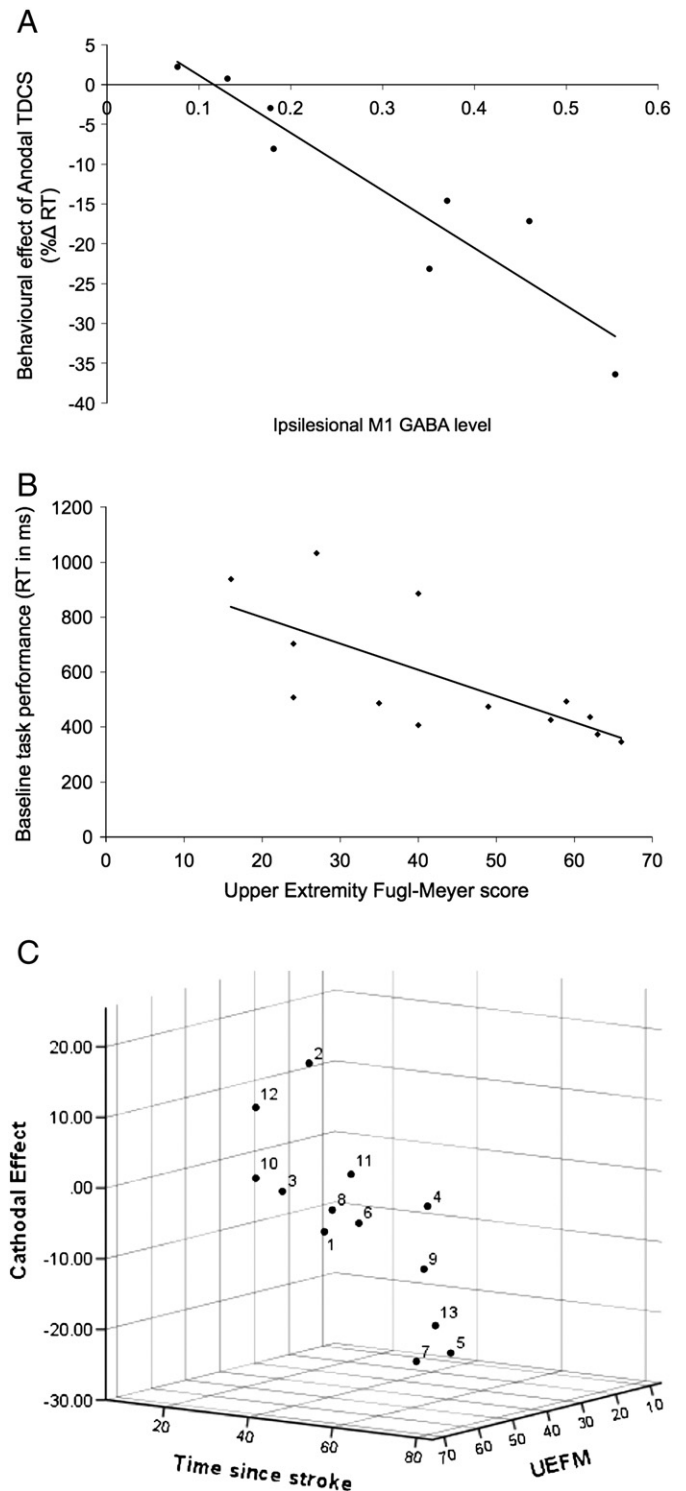 A
5
0
-5
-10
-15
-20
-25
-30
-35
-40
0 0.1 0.2 0.3 0.4 0.5 0.6
Behavioural effect of Anodal TDCS
(%Δ RT)
Ipsilesional M1 GABA level
B
1200
1000
800
600
400
200
0
0 10 20 30 40 50 60 70
Baseline task performance (RT in ms)
Upper Extremity Fugl-Meyer score
C
20.00
10.00
.00
-10.00
-20.00
-30.00
Cathodal Effect
2
12
10
3
11
8
6
1
4
9
13
7
5
20 40 60 80
Time since stroke
70 60 50 40 30 20 10
UEFM